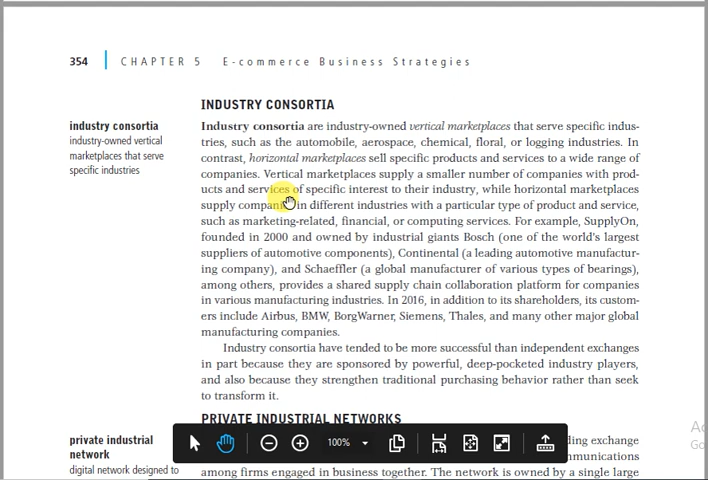 354 CHAPTER 5 E-commerce Business Strategies
INDUSTRY CONSORTIA
industry consortia
industry-owned vertical
marketplaces that serve
specific industries
Industry consortia are industry-owned vertical marketplaces that serve specific indus-
tries, such as the automobile, aerospace, chemical, floral, or logging industries. In
contrast, horizontal marketplaces sell specific products and services to a wide range of
companies. Vertical marketplaces supply a smaller number of companies with prod-
ucts and services of specific interest to their industry, while horizontal marketplaces
supply companies in different industries with a particular type of product and service,
such as marketing-related, financial, or computing services. For example, SupplyOn,
founded in 2000 and owned by industrial giants Bosch (one of the world's largest
suppliers of automotive components), Continental (a leading automotive manufactur-
ing company), and Schaeffler (a global manufacturer of various types of bearings),
among others, provides a shared supply chain collaboration platform for companies
in various manufacturing industries. In 2016, in addition to its shareholders, its custom-
ers include Airbus, BMW, BorgWarner, Siemens, Thales, and many other major global
manufacturing companies.
Industry consortia have tended to be more successful than independent exchanges
in part because they are sponsored by powerful, deep-pocketed industry players,
and also because they strengthen traditional purchasing behavior rather than seek
to transform it.
PRIVATE INDUSTRIAL NETWORKS
private industrial
network
digital network designed to
ding exchange
mmunications
among firms engaged in business together. The network is owned by a single large
100%